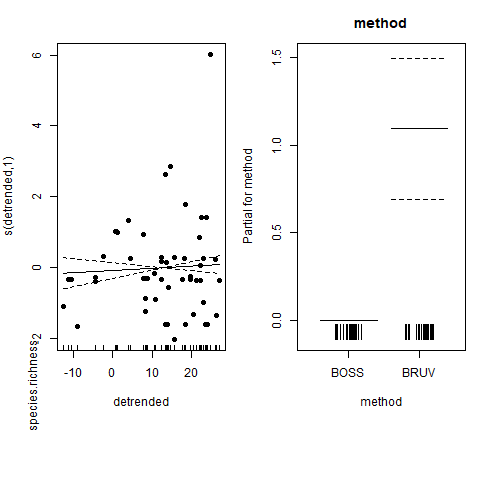 method
s(detrended,1)
6
4
2
0
-2
species.richness
-10
0
10
20
detrended
Partial for method
1.5
1.0
0.5
0.0
BOSS
BRUV
method